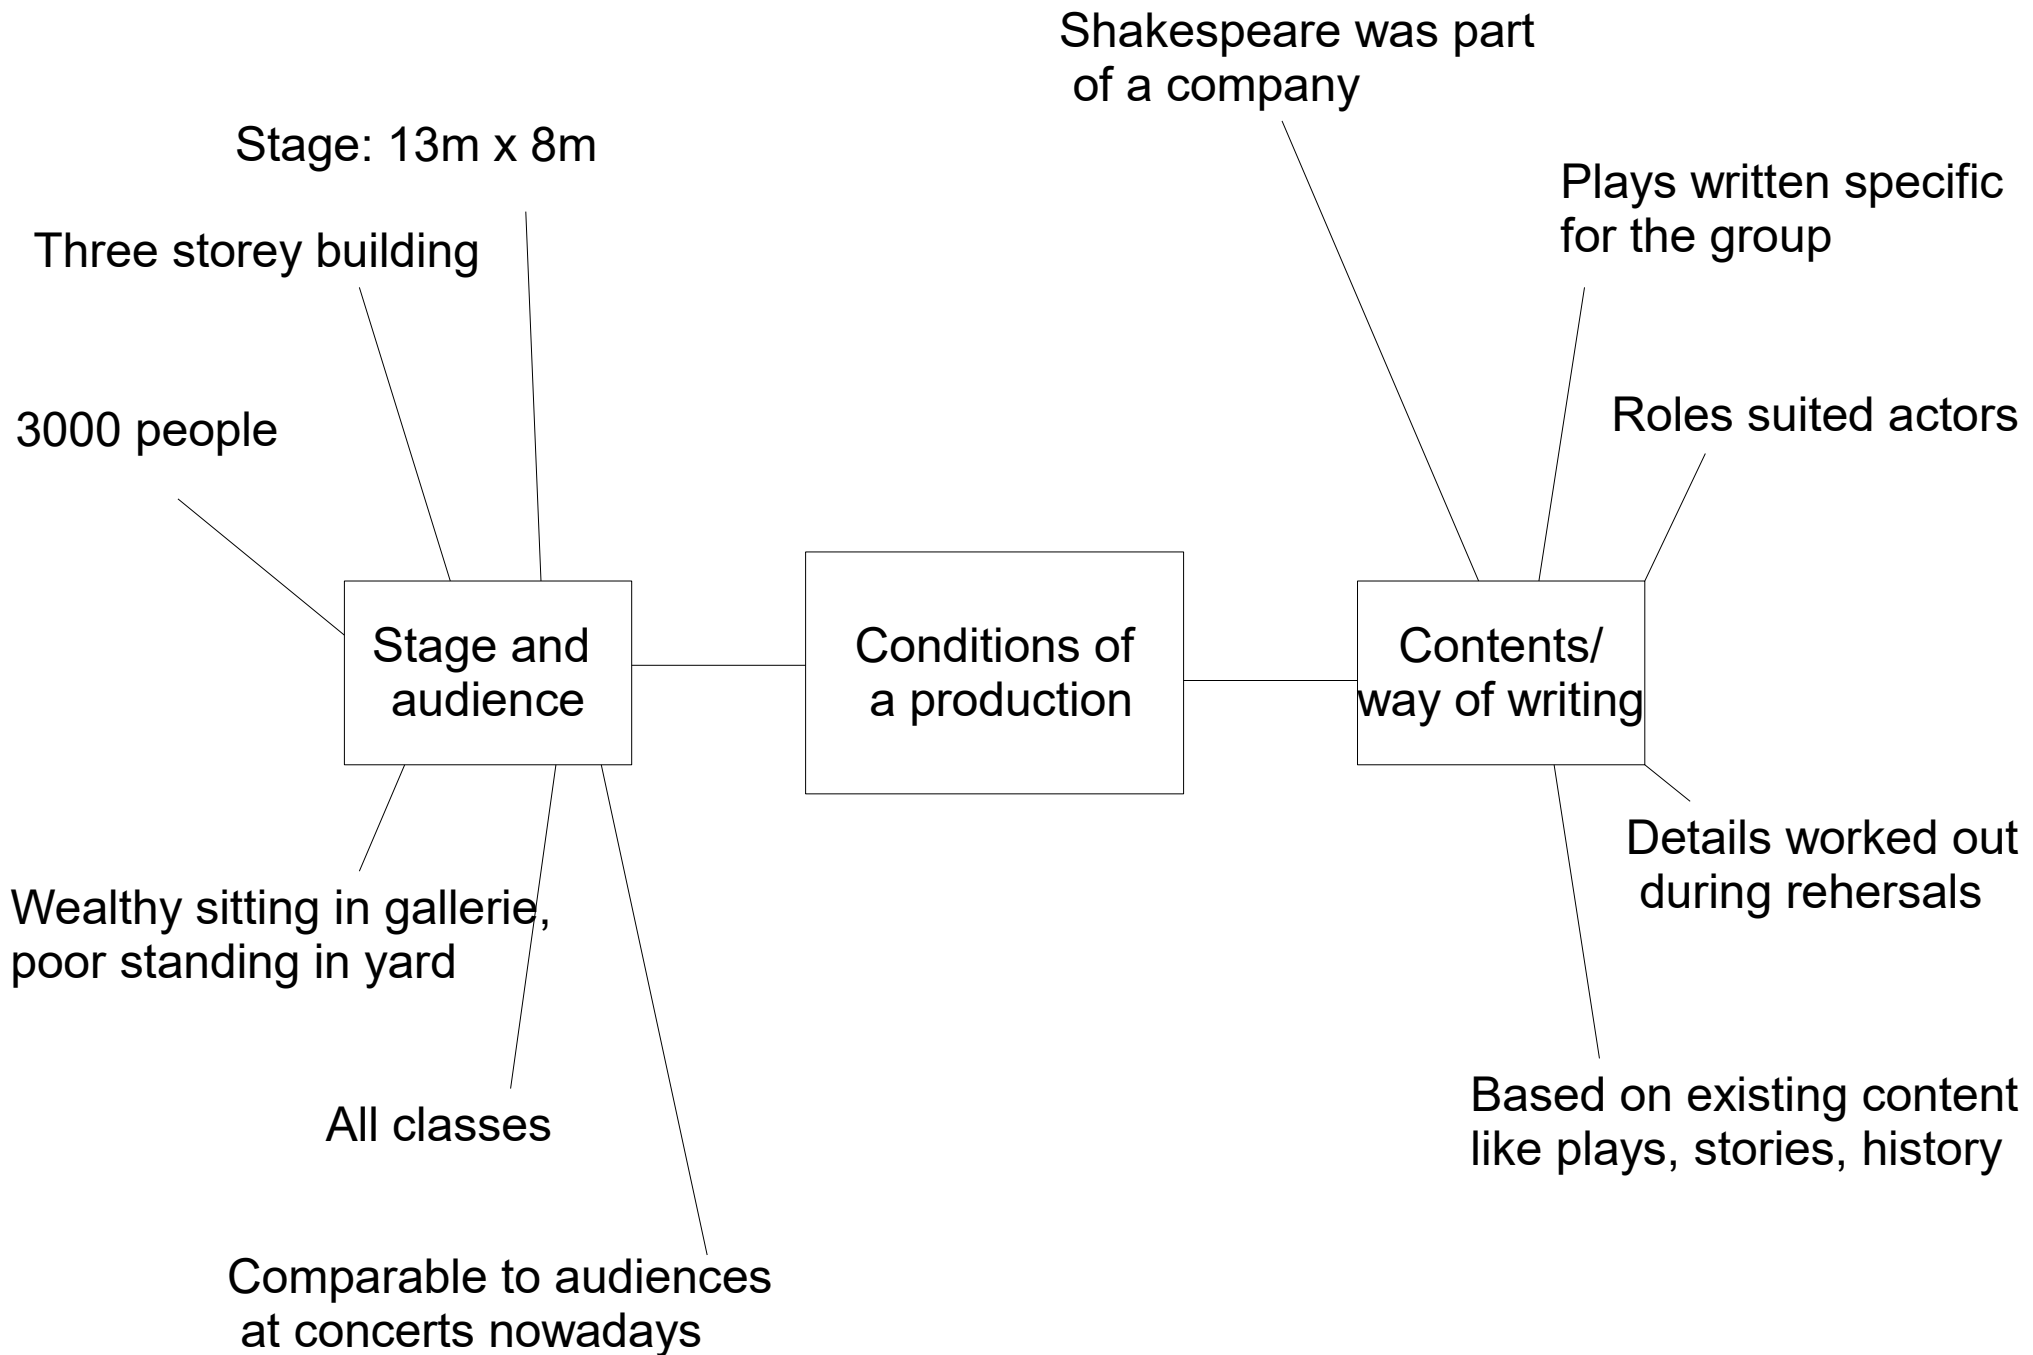 Shakespeare was part
of a company
Stage: 13m x 8m
Plays written specific
for the group
Three storey building
3000 people
Roles suited actors
Stage and
audience
Conditions of
a production
Contents/
way of writing
Details worked out
during rehersals
Wealthy sitting in gallerie,
poor standing in yard
All classes
Based on existing content
like plays, stories, history
Comparable to audiences
at concerts nowadays